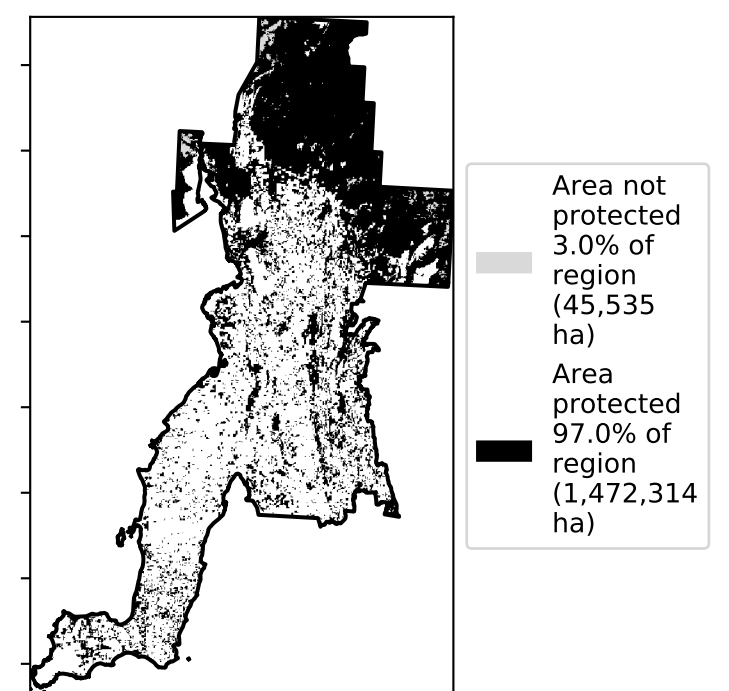 Area not
protected
3.0% of
region
(45,535
ha)
Area
protected
97.0% of
region
(1,472,314
ha)